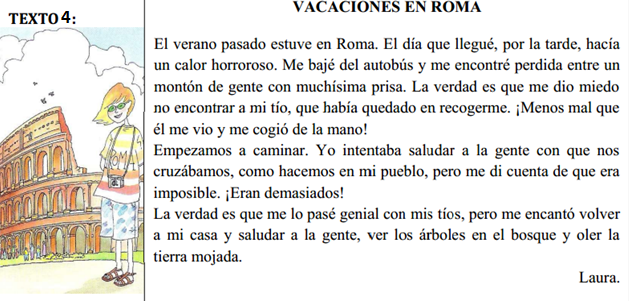 VACACIONES EN ROMA
TEXTO 4:
El verano pasado estuve en Roma. El día que llegué, por la tarde, hacía
un calor horroroso. Me bajé del autobús y me encontré perdida entre un
montón de gente con muchísima prisa. La verdad es que me dio miedo
no encontrar a mi tío, que había quedado en recogerme. ¡Menos mal que
él me vio y me cogió de la mano!
Empezamos a caminar. Yo intentaba saludar a la gente con que nos
cruzábamos, como hacemos en mi pueblo, pero me di cuenta de que era
imposible. ¡Eran demasiados!
La verdad es que me lo pasé genial con mis tíos, pero me encantó volver
a mi casa y saludar a la gente, ver los árboles en el bosque y oler la
tierra mojada.
Laura.